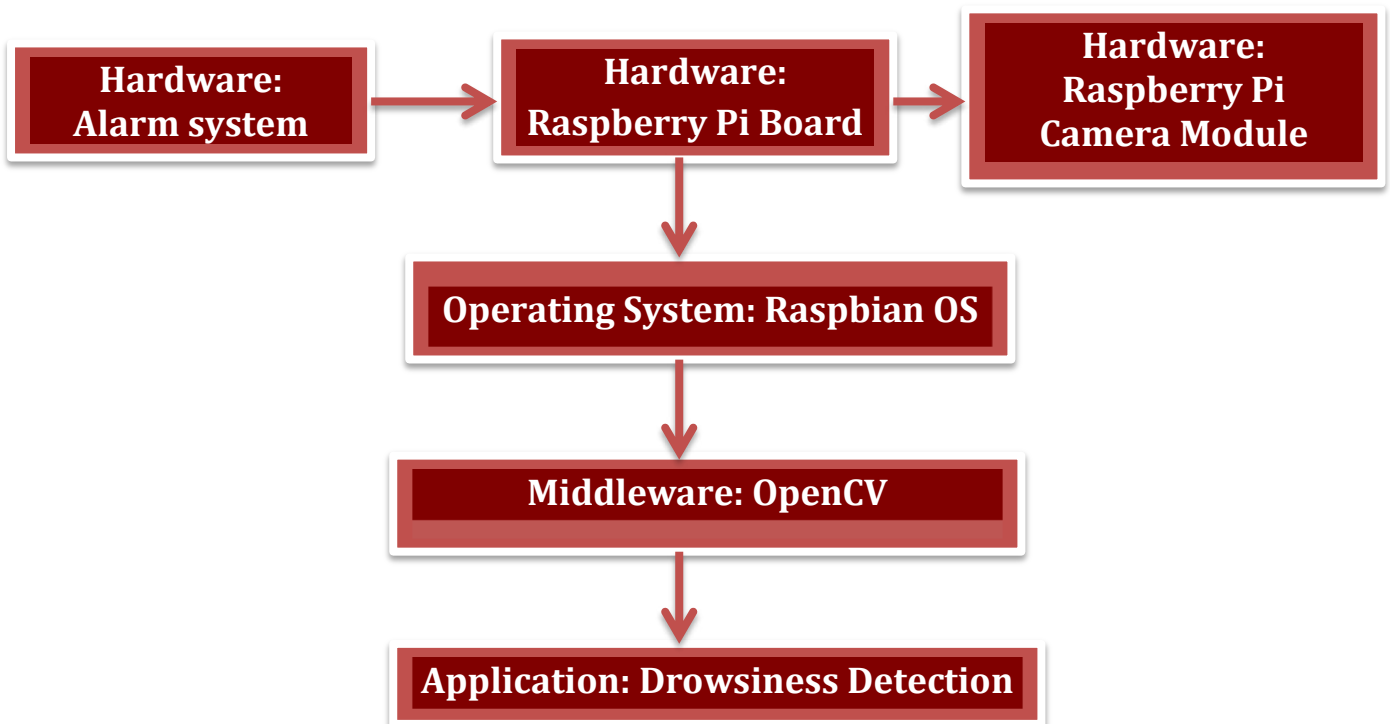 Hardware:
Alarm system
Hardware:
Raspberry Pi Board
Hardware:
Raspberry Pi
Camera Module
Operating System: Raspbian OS
Middleware: OpenCV
Application: Drowsiness Detection